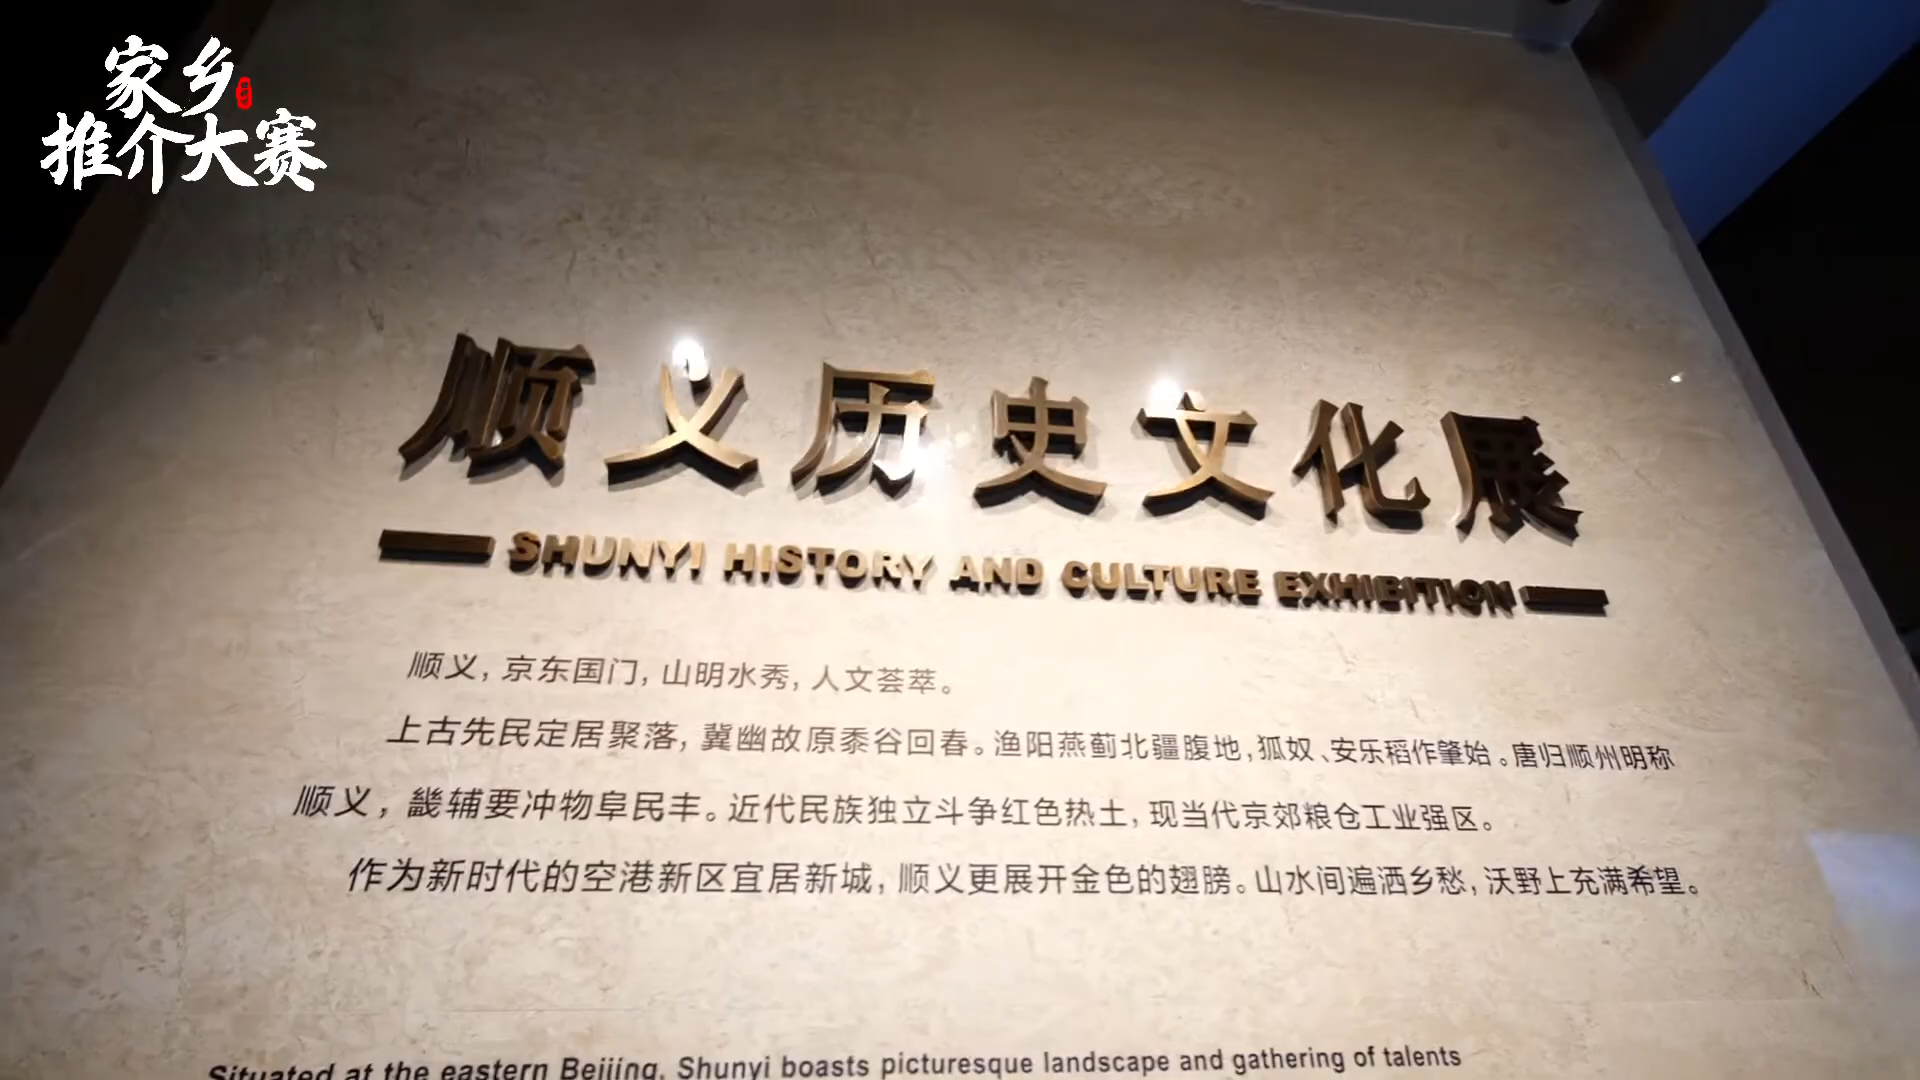 家乡
推介大赛
顺义历史文化展
SHUNYI HISTORY AND CULTURE EXHIBITION
顺义，京东国门，山明水秀，人文荟萃。
上古先民定居聚落，冀幽故原黍谷回春。渔阳燕蓟北疆腹地，狐奴、安乐稻作肇始。唐归顺州明称
顺义，畿辅要冲物阜民丰。近代民族独立斗争红色热土，现当代京郊粮仓工业强区。
作为新时代的空港新区宜居新城，顺义更展开金色的翅膀。山水间遍洒乡愁，沃野上充满希望。
Situated at the eastern Beijing, Shunyi boasts picturesque landscape and gathering of talents